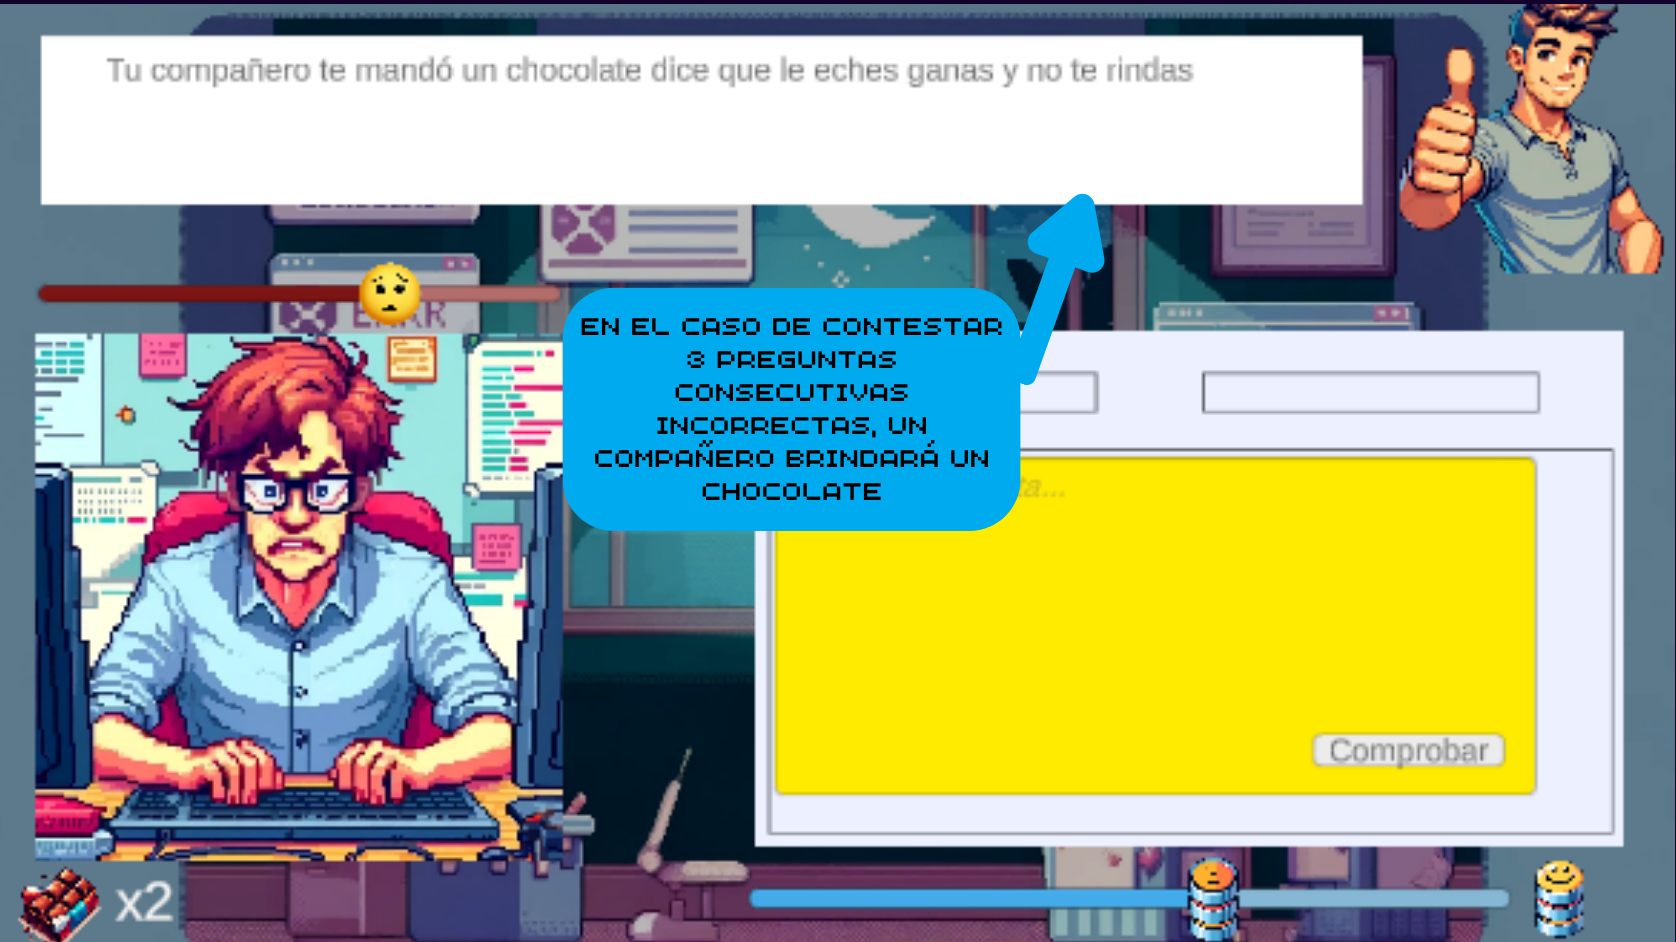 Tu compañero te mandó un chocolate dice que le eches ganas y no te rindas
EN EL CASO DE CONTESTAR
3 PREGUNTAS
CONSECUTIVAS
INCORRECTAS, UN
COMPAÑERO BRINDARÁ UN
CHOCOLATE
ta...
Comprobar
x2